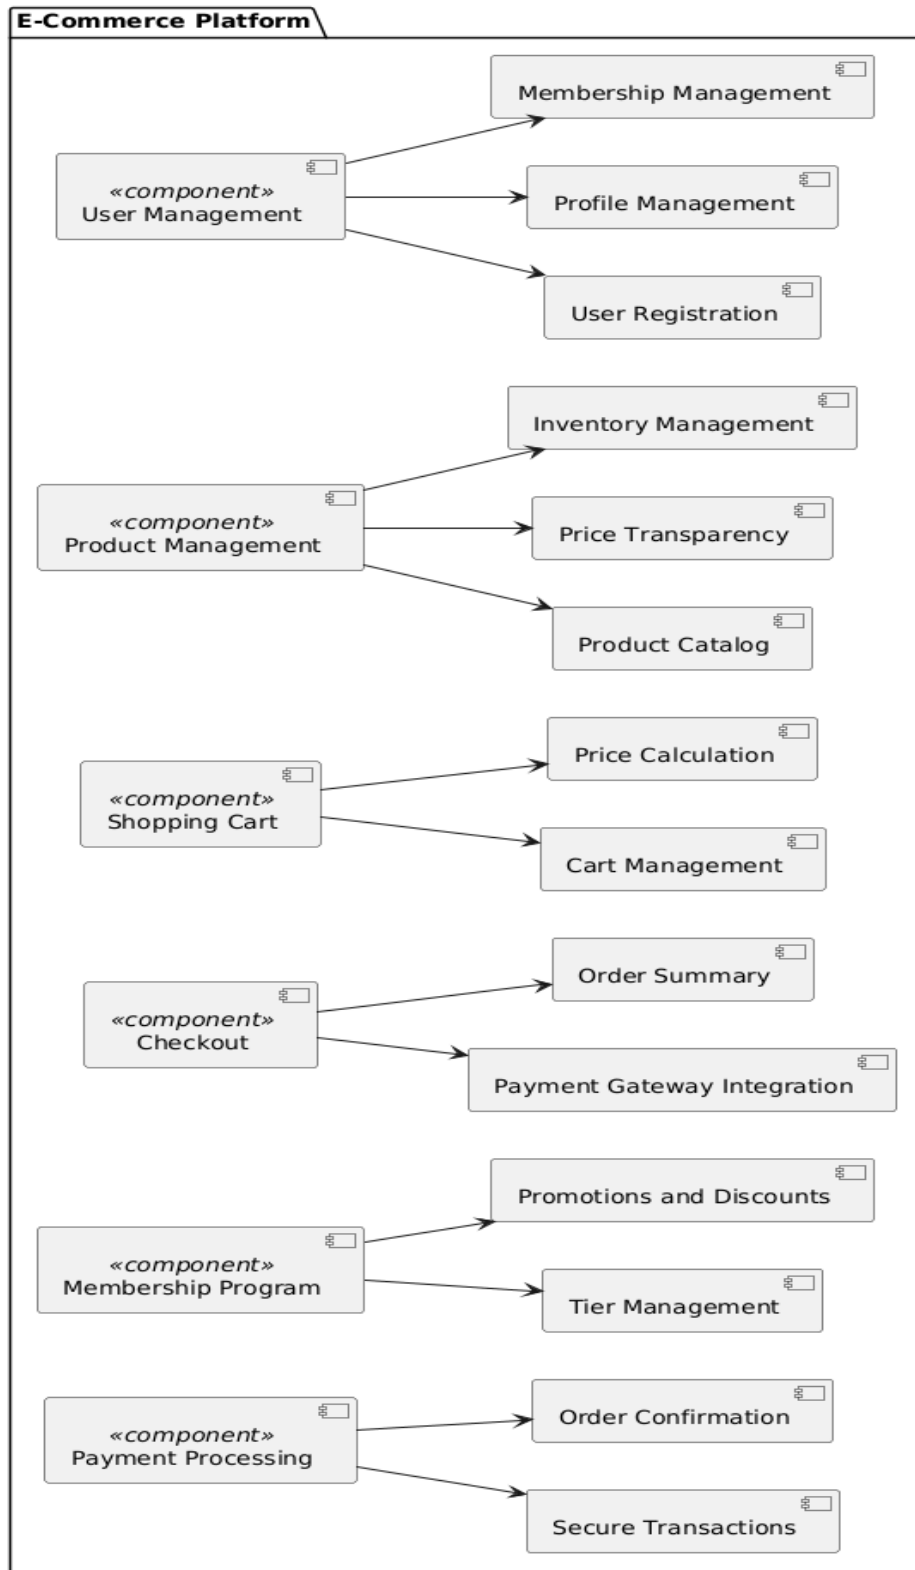 E-Commerce Platform
Membership Management
«component»
User Management
Profile Management
User Registration
Inventory Management
«component»
Product Management
Price Transparency
Product Catalog
Price Calculation
«component»
Shopping Cart
Cart Management
Order Summary
«component»
Checkout
Payment Gateway Integration
Promotions and Discounts
«component»
Membership Program
Tier Management
Order Confirmation
«component»
Payment Processing
Secure Transactions